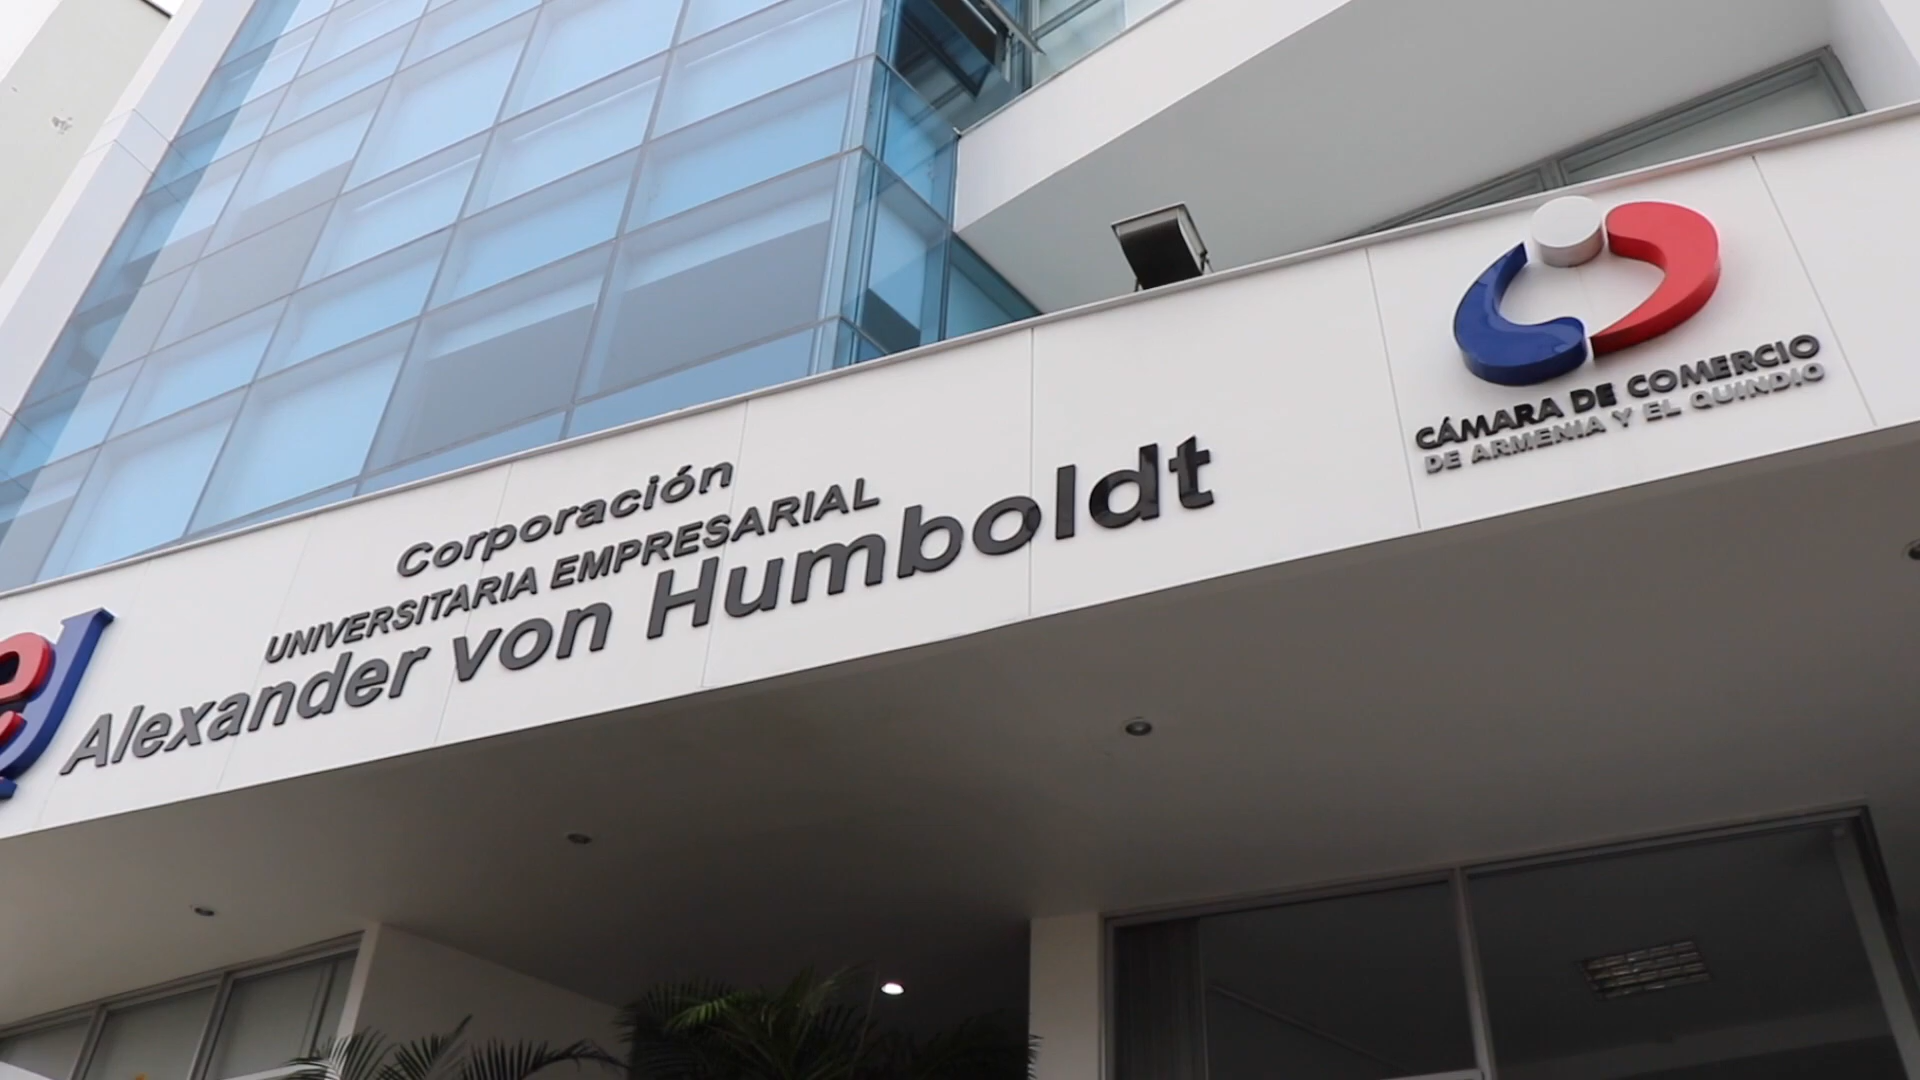 Corporación
UNIVERSITARIA EMPRESARIAL
Alexander von Humboldt
CÁMARA DE COMERCIO
DE ARMENIA Y EL QUINDIO